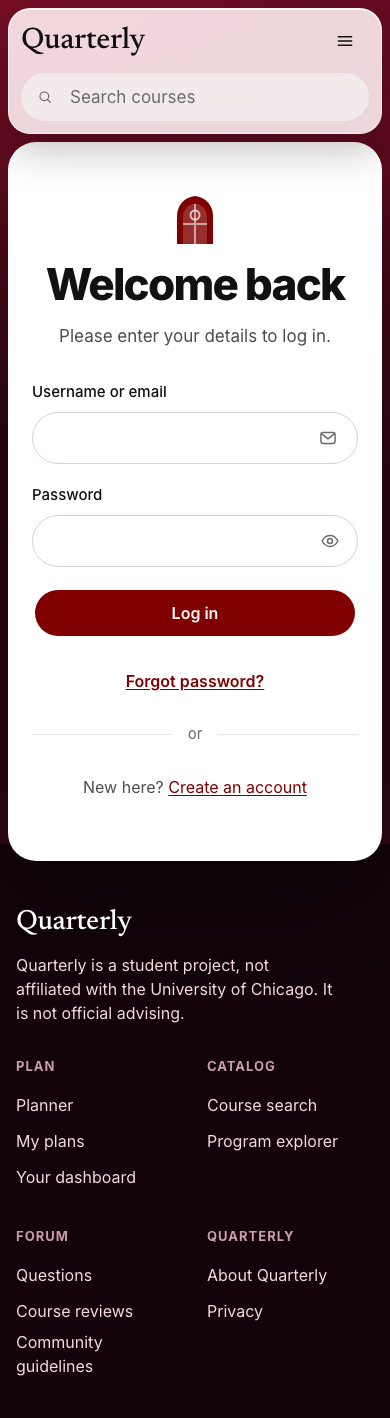 Quarterly
Search courses
Welcome back
Please enter your details to log in.
Username or email
Password
Log in
Forgot password?
or
New here? Create an account
Quarterly
Quarterly is a student project, not
affiliated with the University of Chicago. It
is not official advising.
PLAN
Planner
My plans
Your dashboard
CATALOG
Course search
Program explorer
FORUM
Questions
Course reviews
Community
guidelines
QUARTERLY
About Quarterly
Privacy